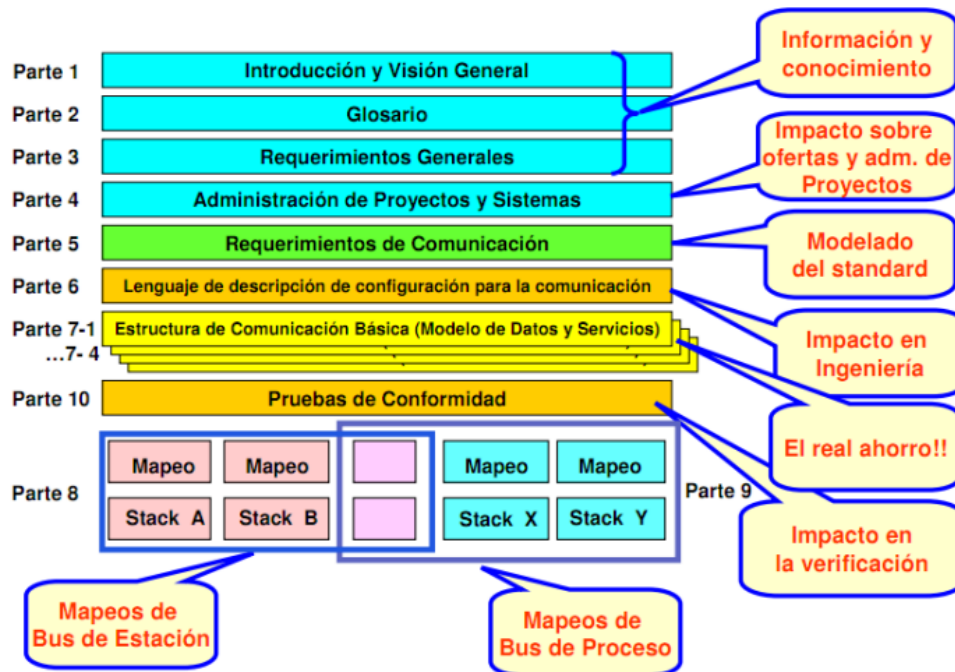 Parte 1
Introducción y Visión General
Parte 2
Glosario
Parte 3
Requerimientos Generales
Información y
conocimiento
Parte 4
Administración de Proyectos y Sistemas
Impacto sobre
ofertas y adm. de
Proyectos
Parte 5
Requerimientos de Comunicación
Modelado
del standard
Parte 6
Lenguaje de descripción de configuración para la comunicación
Impacto en
Ingeniería
Parte 7-1
...7- 4
Estructura de Comunicación Básica (Modelo de Datos y Servicios)
El real ahorro!!
Parte 10
Pruebas de Conformidad
Impacto en
la verificación
Parte 8
Mapeo
Mapeo
Mapeo
Mapeo
Stack A
Stack B
Stack X
Stack Y
Parte 9
Mapeos de
Bus de Estación
Mapeos de
Bus de Proceso